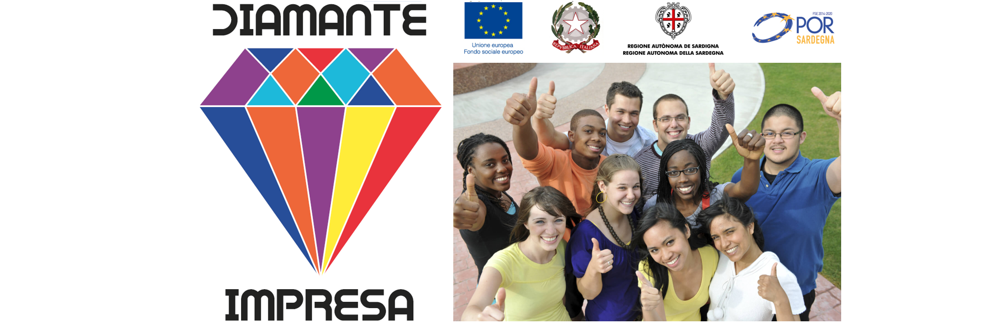 DIAMANTE
IMPRESA
Unione europea
Fondo sociale europeo
REPVBBLICA ITALIANA
REGIONE AUTÒNOMA DE SARDIGNA
REGIONE AUTONOMA DELLA SARDEGNA
FSE 2014-2020
POR
SARDEGNA